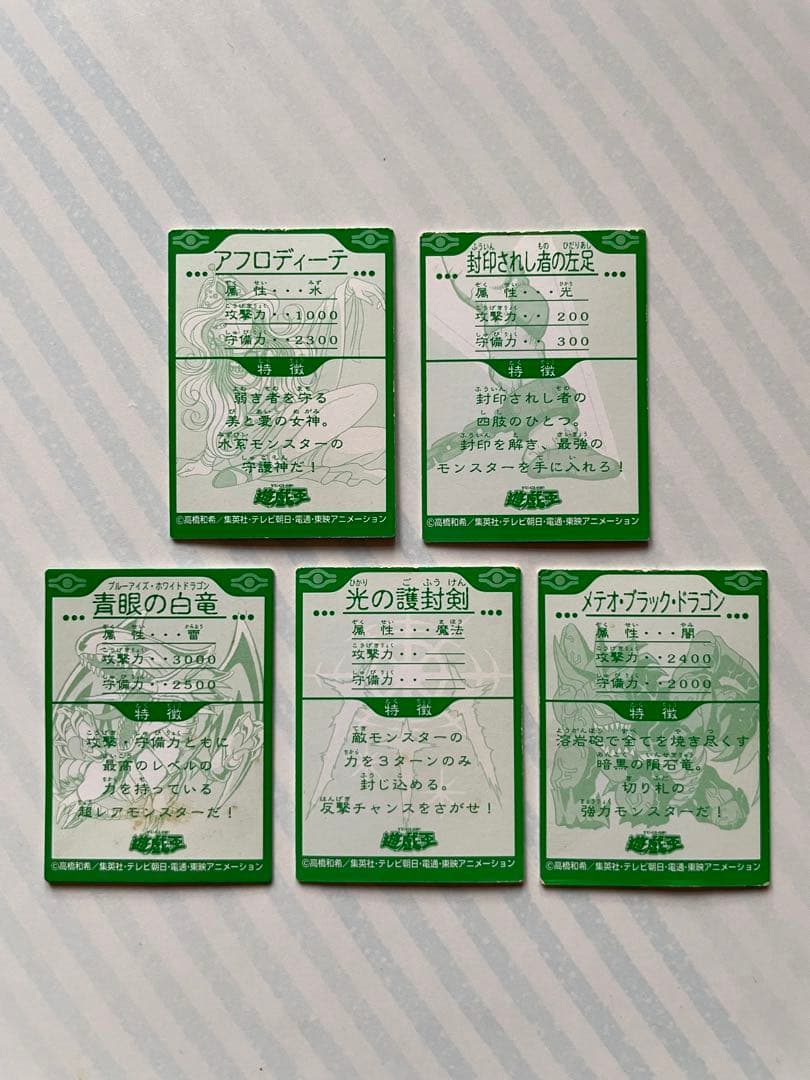 アフロディーテ
属性・・・水
攻撃力・・1000
守備力・・2300
特徴
弱き者を守る
美と愛の女神。
水系モンスターの
守護神だ!
遊戯王
©高橋和希/集英社・テレビ朝日・電通・東映アニメーション
ふういん もの ひだりあし
封印されし者の左足
属性・・・光
攻撃力・・ 200
守備力・・ 300
特徴
封印されし者の
四肢のひとつ。
封印を解き、最強の
モンスターを手に入れろ!
遊戯王
©高橋和希/集英社・テレビ朝日・電通・東映アニメーション
ブルーアイズ・ホワイトドラゴン
青眼の白竜
属性・・・雷
攻撃力・・3000
守備力・・2500
特徴
攻撃・守備力ともに
最高のレベルの
力を持っている
超レアモンスターだ!
遊戯王
©高橋和希/集英社・テレビ朝日・電通・東映アニメーション
ひかり ご ふう けん
光の護封剣
属性・・・魔法
攻撃力・・――
守備力・・――
特徴
敵モンスターの
力を3ターンのみ
封じ込める。
反撃チャンスをさがせ!
遊戯王
©高橋和希/集英社・テレビ朝日・電通・東映アニメーション
メテオ・ブラック・ドラゴン
属性・・・闇
攻撃力・・2400
守備力・・2000
特徴
溶岩砲で全てを焼き尽くす
暗黒の隕石竜。
切り札の
強力モンスターだ!
遊戯王
©高橋和希/集英社・テレビ朝日・電通・東映アニメーション